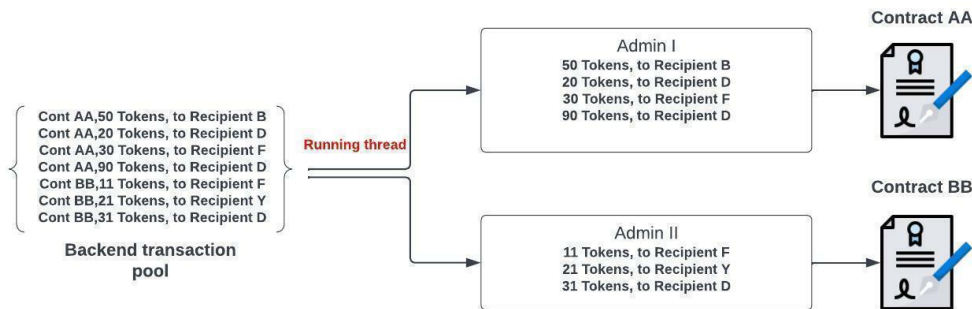 Cont AA,50 Tokens, to Recipient B
Cont AA,20 Tokens, to Recipient D
Cont AA,30 Tokens, to Recipient F
Cont AA,90 Tokens, to Recipient D
Cont BB,11 Tokens, to Recipient F
Cont BB,21 Tokens, to Recipient Y
Cont BB,31 Tokens, to Recipient D
Backend transaction
pool
Running thread
Admin I
50 Tokens, to Recipient B
20 Tokens, to Recipient D
30 Tokens, to Recipient F
90 Tokens, to Recipient D
Contract AA
Admin II
11 Tokens, to Recipient F
21 Tokens, to Recipient Y
31 Tokens, to Recipient D
Contract BB